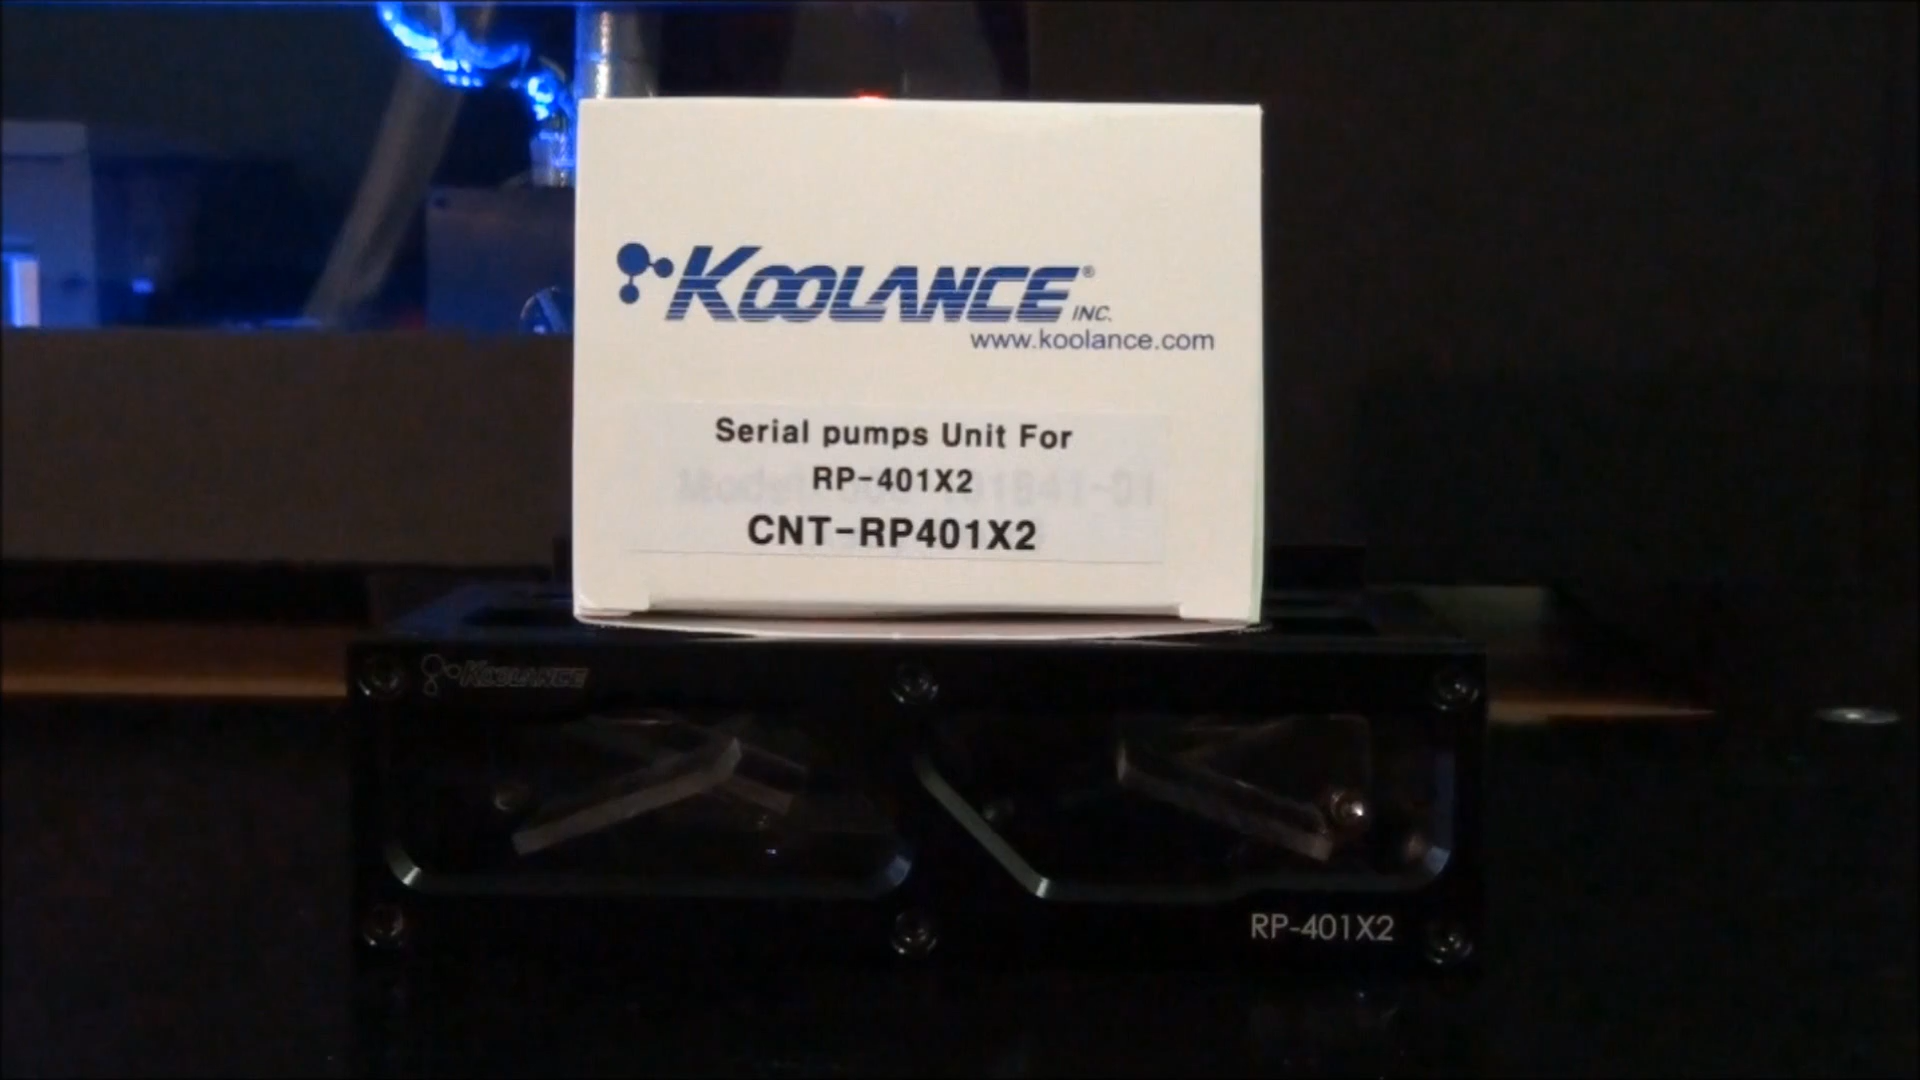 KOOLANCE® INC.
www.koolance.com
Serial pumps Unit For
RP-401X2
CNT-RP401X2
KOOLANCE
RP-401X2